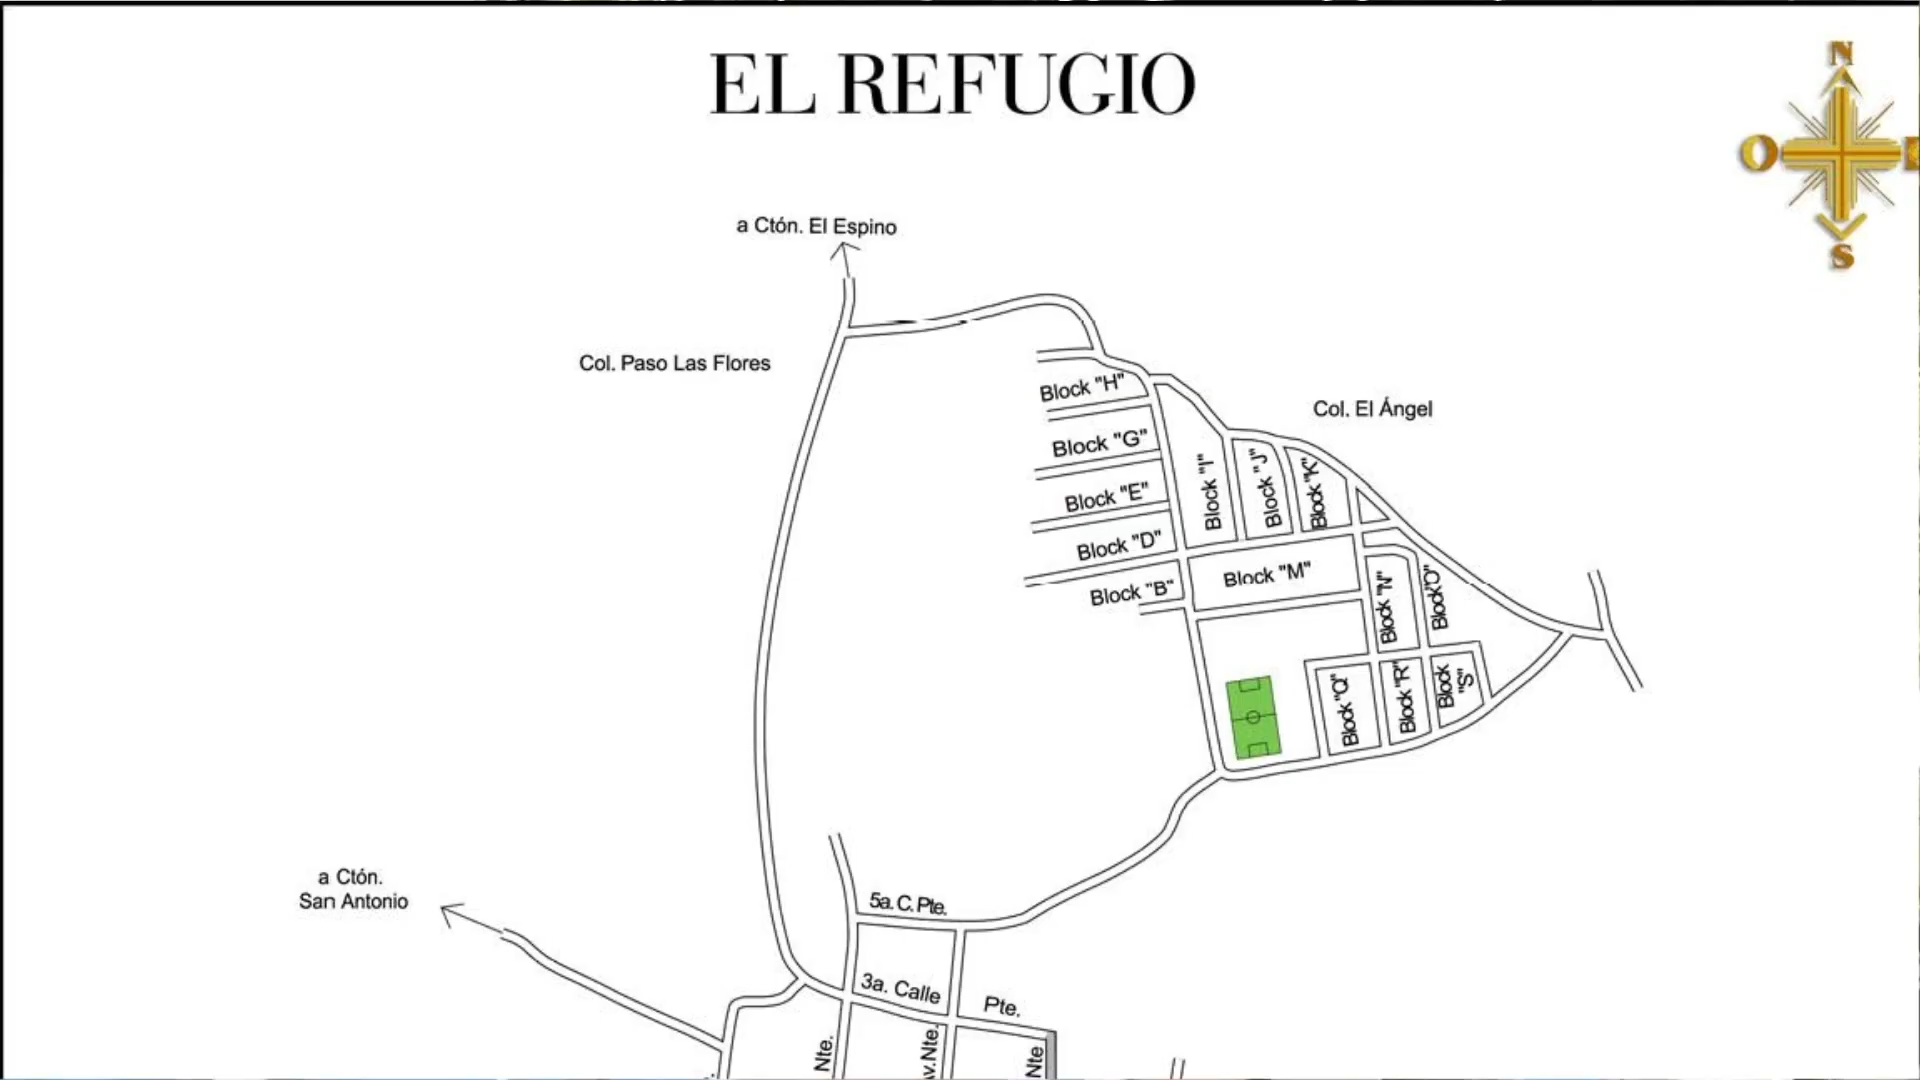 EL REFUGIO
N
O
S
a Ctón. El Espino
Col. Paso Las Flores
Block "H"
Col. El Ángel
Block "G"
Block "I"
Block "J"
Block "K"
Block "E"
Block "D"
Block "M"
Block "B"
Block "N"
Block "O"
Block "Q"
Block "R"
Block
"S"
a Ctón.
San Antonio
5a. C. Pte.
3a. Calle
Pte.
Nte.
Av. Nte.
Nte